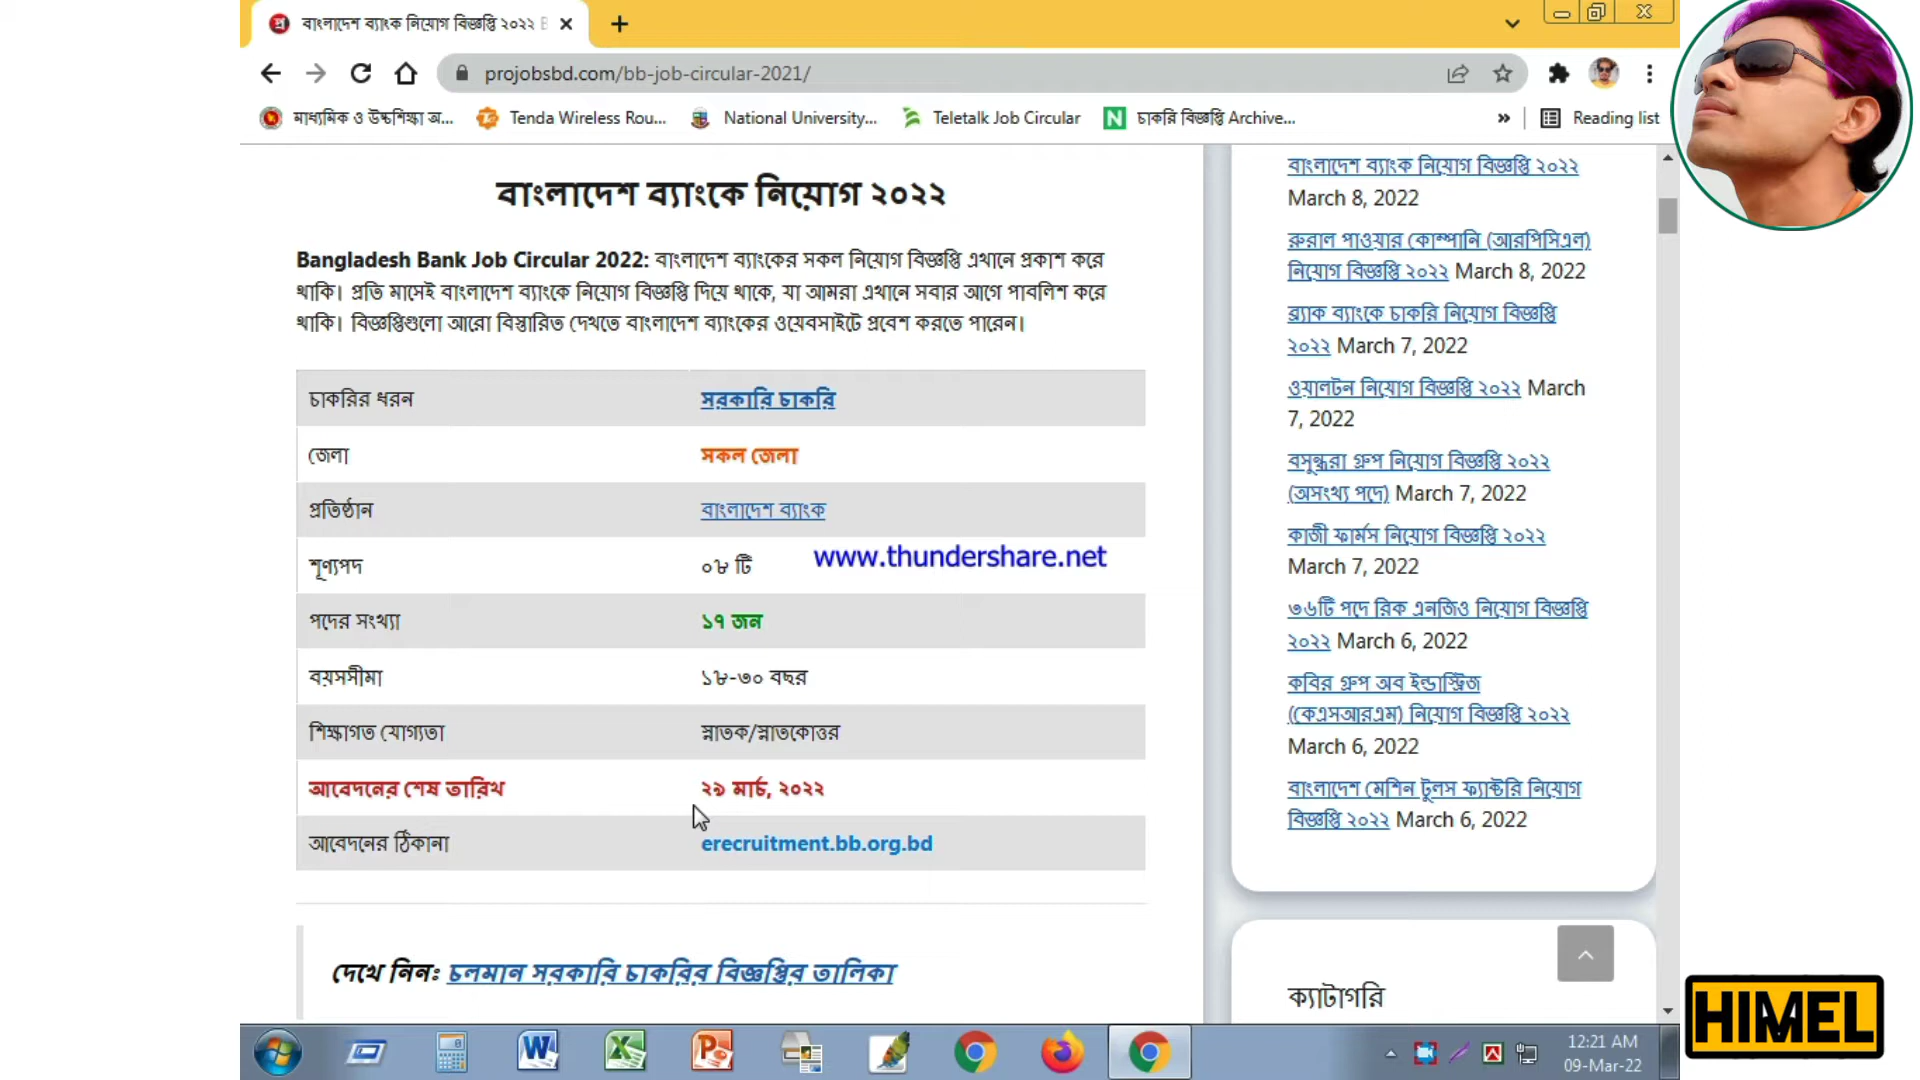 বাংলাদেশ ব্যাংক নিয়োগ বিজ্ঞপ্তি ২০২২ B
projobsbd.com/bb-job-circular-2021/
মাধ্যমিক ও উচ্চশিক্ষা অ...
Tenda Wireless Rou...
National University...
Teletalk Job Circular
চাকরি বিজ্ঞপ্তি Archive...
Reading list
বাংলাদেশ ব্যাংকে নিয়োগ ২০২২
Bangladesh Bank Job Circular 2022: বাংলাদেশ ব্যাংকের সকল নিয়োগ বিজ্ঞপ্তি এখানে প্রকাশ করে
থাকি। প্রতি মাসেই বাংলাদেশ ব্যাংকে নিয়োগ বিজ্ঞপ্তি দিয়ে থাকে, যা আমরা এখানে সবার আগে পাবলিশ করে
থাকি। বিজ্ঞপ্তিগুলো আরো বিস্তারিত দেখতে বাংলাদেশ ব্যাংকের ওয়েবসাইটে প্রবেশ করতে পারেন।
চাকরির ধরন সরকারি চাকরি
জেলা সকল জেলা
প্রতিষ্ঠান বাংলাদেশ ব্যাংক
www.thundershare.net
শূণ্যপদ ০৮ টি
পদের সংখ্যা ১৭ জন
বয়সসীমা ১৮-৩০ বছর
শিক্ষাগত যোগ্যতা স্নাতক/স্নাতকোত্তর
আবেদনের শেষ তারিখ ২৯ মার্চ, ২০২২
আবেদনের ঠিকানা erecruitment.bb.org.bd
দেখে নিনঃ চলমান সরকারি চাকরির বিজ্ঞপ্তির তালিকা
বাংলাদেশ ব্যাংক নিয়োগ বিজ্ঞপ্তি ২০২২
March 8, 2022
রুরাল পাওয়ার কোম্পানি (আরপিসিএল)
নিয়োগ বিজ্ঞপ্তি ২০২২ March 8, 2022
ব্র্যাক ব্যাংকে চাকরি নিয়োগ বিজ্ঞপ্তি
২০২২ March 7, 2022
ওয়ালটন নিয়োগ বিজ্ঞপ্তি ২০২২ March
7, 2022
বসুন্ধরা গ্রুপ নিয়োগ বিজ্ঞপ্তি ২০২২
(অসংখ্য পদে) March 7, 2022
কাজী ফার্মস নিয়োগ বিজ্ঞপ্তি ২০২২
March 7, 2022
৩৬টি পদে রিক এনজিও নিয়োগ বিজ্ঞপ্তি
২০২২ March 6, 2022
কবির গ্রুপ অব ইন্ডাস্ট্রিজ
(কেএসআরএম) নিয়োগ বিজ্ঞপ্তি ২০২২
March 6, 2022
বাংলাদেশ মেশিন টুলস ফ্যাক্টরি নিয়োগ
বিজ্ঞপ্তি ২০২২ March 6, 2022
ক্যাটাগরি
12:21 AM
09-Mar-22
HIMEL